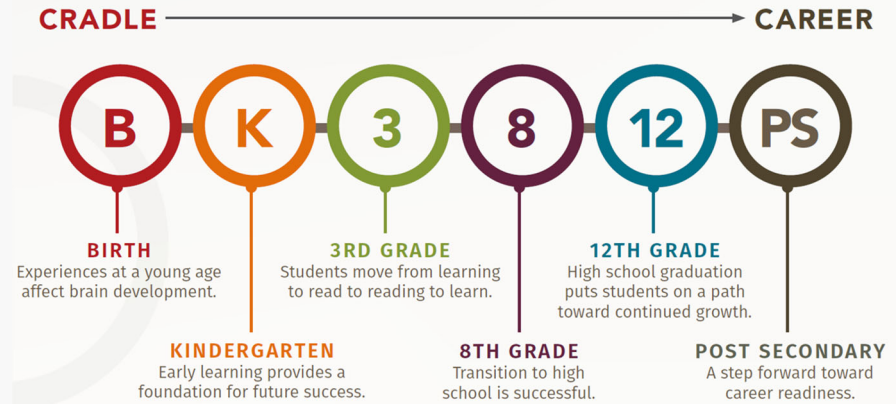 CRADLE CAREER
B K 3 8 12 PS
BIRTH
Experiences at a young age
affect brain development.
3RD GRADE
Students move from learning
to read to reading to learn.
12TH GRADE
High school graduation
puts students on a path
toward continued growth.
KINDERGARTEN
Early learning provides a
foundation for future success.
8TH GRADE
Transition to high
school is successful.
POST SECONDARY
A step forward toward
career readiness.